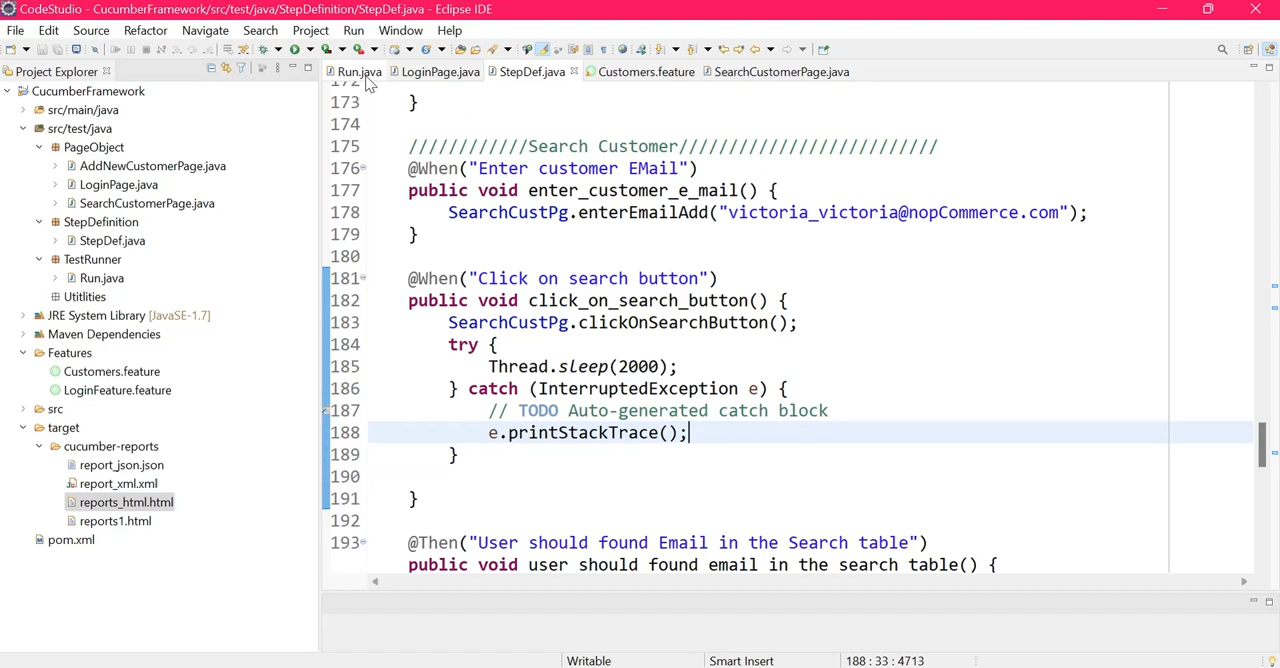 CodeStudio - CucumberFramework/src/test/java/StepDefinition/StepDef.java - Eclipse IDE
File Edit Source Refactor Navigate Search Project Run Window Help
Project Explorer
CucumberFramework
src/main/java
src/test/java
PageObject
AddNewCustomerPage.java
LoginPage.java
SearchCustomerPage.java
StepDefinition
StepDef.java
TestRunner
Run.java
Utitlities
JRE System Library [JavaSE-1.7]
Maven Dependencies
Features
Customers.feature
LoginFeature.feature
src
target
cucumber-reports
report_json.json
report_xml.xml
reports_html.html
reports1.html
pom.xml
Run.java LoginPage.java StepDef.java Customers.feature SearchCustomerPage.java
172
173 }
174
175 ////////////Search Customer/////////////////////////
176 @When("Enter customer EMail")
177 public void enter_customer_e_mail() {
178 SearchCustPg.enterEmailAdd("victoria_victoria@nopCommerce.com");
179 }
180
181 @When("Click on search button")
182 public void click_on_search_button() {
183 SearchCustPg.clickOnSearchButton();
184 try {
185 Thread.sleep(2000);
186 } catch (InterruptedException e) {
187 // TODO Auto-generated catch block
188 e.printStackTrace();
189 }
190
191 }
192
193 @Then("User should found Email in the Search table")
public void user should found email in the search table() {
Writable Smart Insert 188 : 33 : 4713